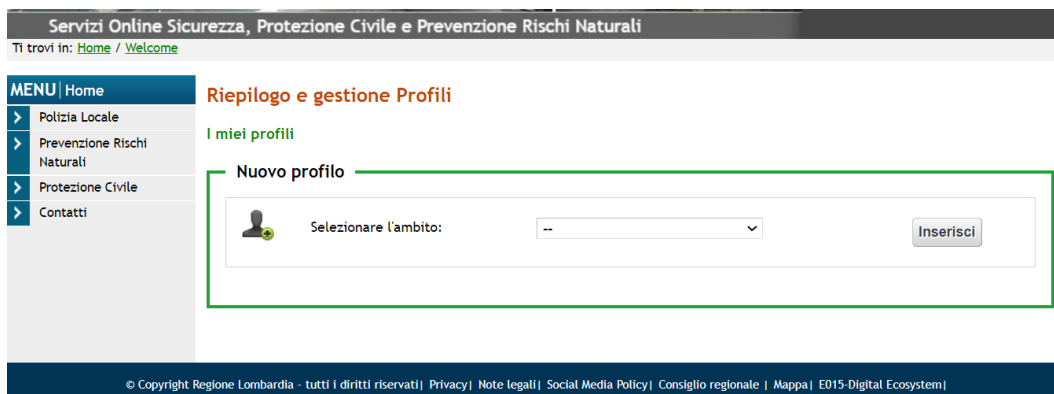 Servizi Online Sicurezza, Protezione Civile e Prevenzione Rischi Naturali
Ti trovi in: Home / Welcome
MENU| Home
Polizia Locale
Prevenzione Rischi
Naturali
Protezione Civile
Contatti
Riepilogo e gestione Profili
I miei profili
Nuovo profilo
Selezionare l'ambito:
--
Inserisci
© Copyright Regione Lombardia - tutti i diritti riservati| Privacy| Note legali| Social Media Policy| Consiglio regionale | Mappa| E015-Digital Ecosystem|